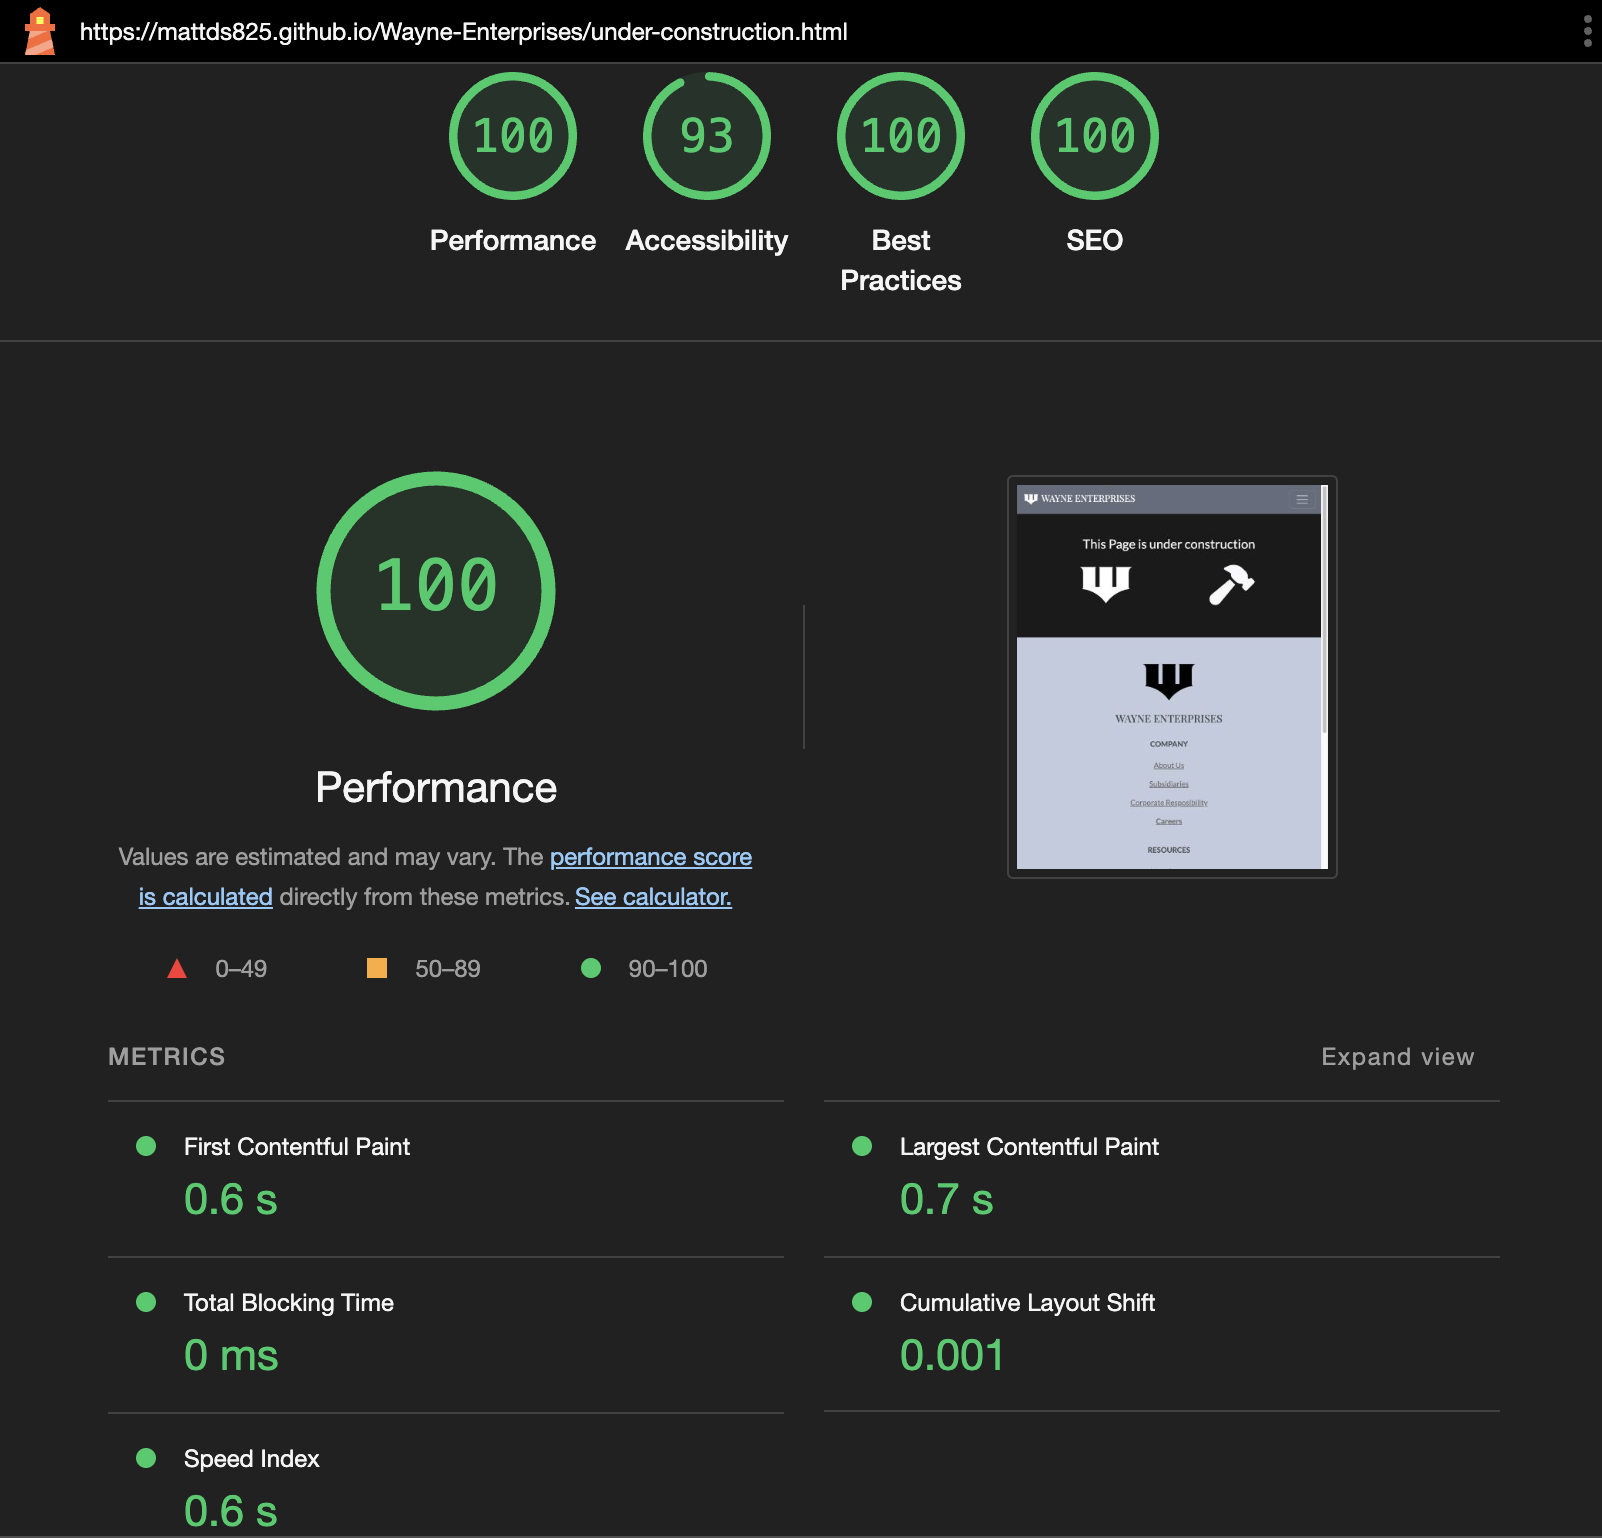 https://mattds825.github.io/Wayne-Enterprises/under-construction.html
100
93
100
100
Performance
Accessibility
Best
Practices
SEO
100
Performance
Values are estimated and may vary. The performance score
is calculated directly from these metrics. See calculator.
0–49
50–89
90–100
WAYNE ENTERPRISES
This Page is under construction
WAYNE ENTERPRISES
COMPANY
About Us
Subsidiaries
Corporate Resposibility
Careers
RESOURCES
METRICS
Expand view
First Contentful Paint
0.6 s
Largest Contentful Paint
0.7 s
Total Blocking Time
0 ms
Cumulative Layout Shift
0.001
Speed Index
0.6 s